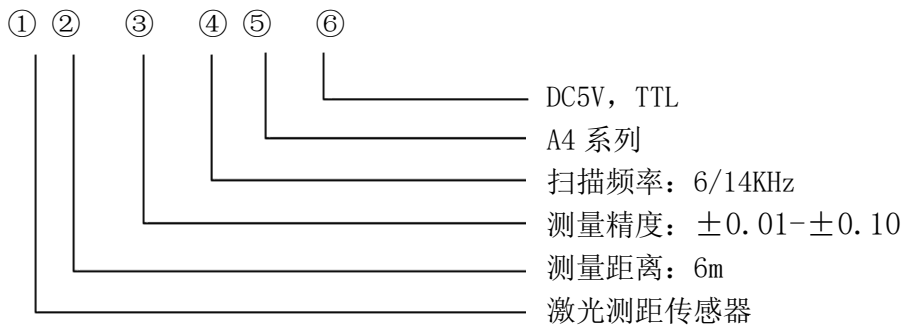 ① ② ③ ④ ⑤ ⑥
DC5V，TTL
A4 系列
扫描频率：6/14KHz
测量精度：±0.01-±0.10
测量距离：6m
激光测距传感器